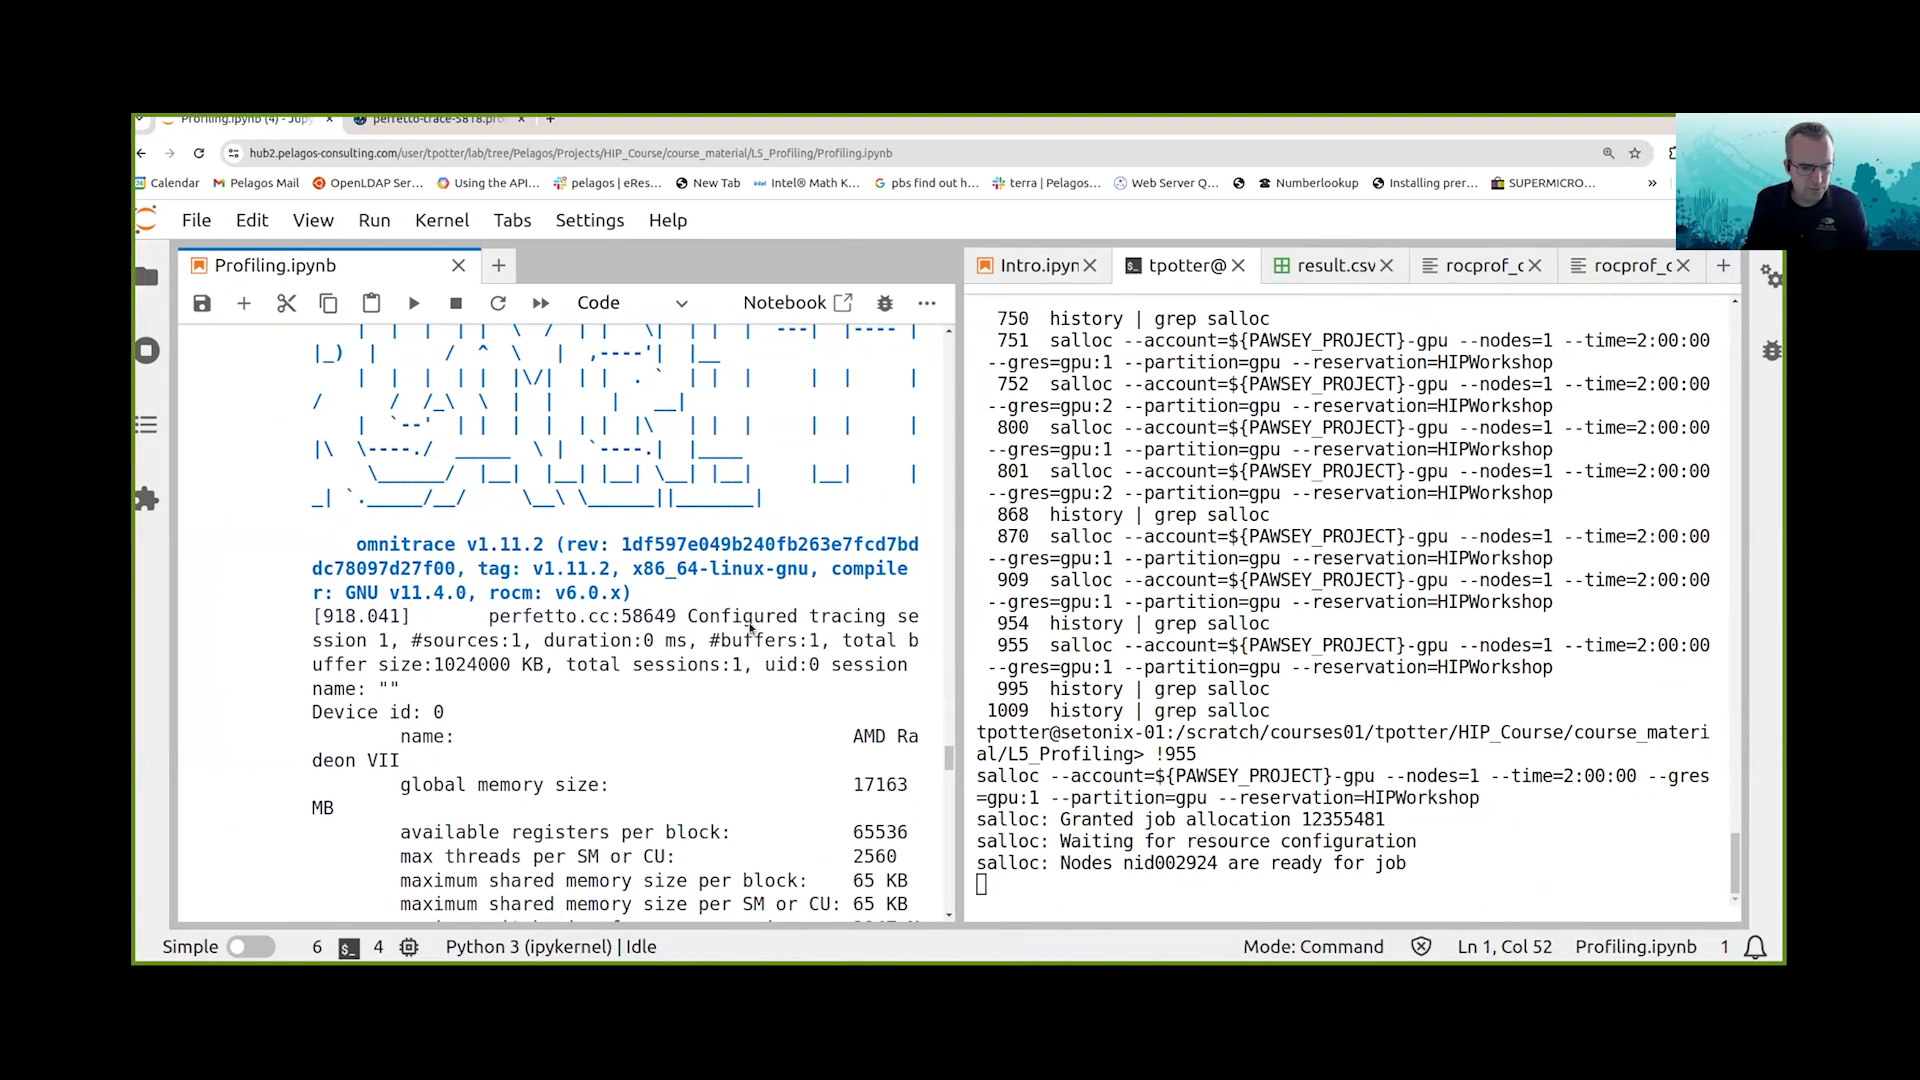 Profiling.ipynb (4) - Jupy
perfetto-trace-5818.pro
hub2.pelagos-consulting.com/user/tpotter/lab/tree/Pelagos/Projects/HIP_Course/course_material/L5_Profiling/Profiling.ipynb
Calendar Pelagos Mail OpenLDAP Ser... Using the API... pelagos | eRes... New Tab Intel® Math K... pbs find out h... terra | Pelagos... Web Server Q... Numberlookup Installing prer... SUPERMICRO... »
File Edit View Run Kernel Tabs Settings Help
Profiling.ipynb
Code Notebook
omnitrace v1.11.2 (rev: 1df597e049b240fb263e7fcd7bd
dc78097d27f00, tag: v1.11.2, x86_64-linux-gnu, compile
r: GNU v11.4.0, rocm: v6.0.x)
[918.041] perfetto.cc:58649 Configured tracing se
ssion 1, #sources:1, duration:0 ms, #buffers:1, total b
uffer size:1024000 KB, total sessions:1, uid:0 session
name: ""
Device id: 0
name: AMD Ra
deon VII
global memory size: 17163
MB
available registers per block: 65536
max threads per SM or CU: 2560
maximum shared memory size per block: 65 KB
maximum shared memory size per SM or CU: 65 KB
Intro.ipyn tpotter@ result.csv rocprof_c rocprof_c
750 history | grep salloc
751 salloc --account=${PAWSEY_PROJECT}-gpu --nodes=1 --time=2:00:00
--gres=gpu:1 --partition=gpu --reservation=HIPWorkshop
752 salloc --account=${PAWSEY_PROJECT}-gpu --nodes=1 --time=2:00:00
--gres=gpu:2 --partition=gpu --reservation=HIPWorkshop
800 salloc --account=${PAWSEY_PROJECT}-gpu --nodes=1 --time=2:00:00
--gres=gpu:1 --partition=gpu --reservation=HIPWorkshop
801 salloc --account=${PAWSEY_PROJECT}-gpu --nodes=1 --time=2:00:00
--gres=gpu:2 --partition=gpu --reservation=HIPWorkshop
868 history | grep salloc
870 salloc --account=${PAWSEY_PROJECT}-gpu --nodes=1 --time=2:00:00
--gres=gpu:1 --partition=gpu --reservation=HIPWorkshop
909 salloc --account=${PAWSEY_PROJECT}-gpu --nodes=1 --time=2:00:00
--gres=gpu:1 --partition=gpu --reservation=HIPWorkshop
954 history | grep salloc
955 salloc --account=${PAWSEY_PROJECT}-gpu --nodes=1 --time=2:00:00
--gres=gpu:1 --partition=gpu --reservation=HIPWorkshop
995 history | grep salloc
1009 history | grep salloc
tpotter@setonix-01:/scratch/courses01/tpotter/HIP_Course/course_materi
al/L5_Profiling> !955
salloc --account=${PAWSEY_PROJECT}-gpu --nodes=1 --time=2:00:00 --gres
=gpu:1 --partition=gpu --reservation=HIPWorkshop
salloc: Granted job allocation 12355481
salloc: Waiting for resource configuration
salloc: Nodes nid002924 are ready for job
Simple 6 4 Python 3 (ipykernel) | Idle Mode: Command Ln 1, Col 52 Profiling.ipynb 1